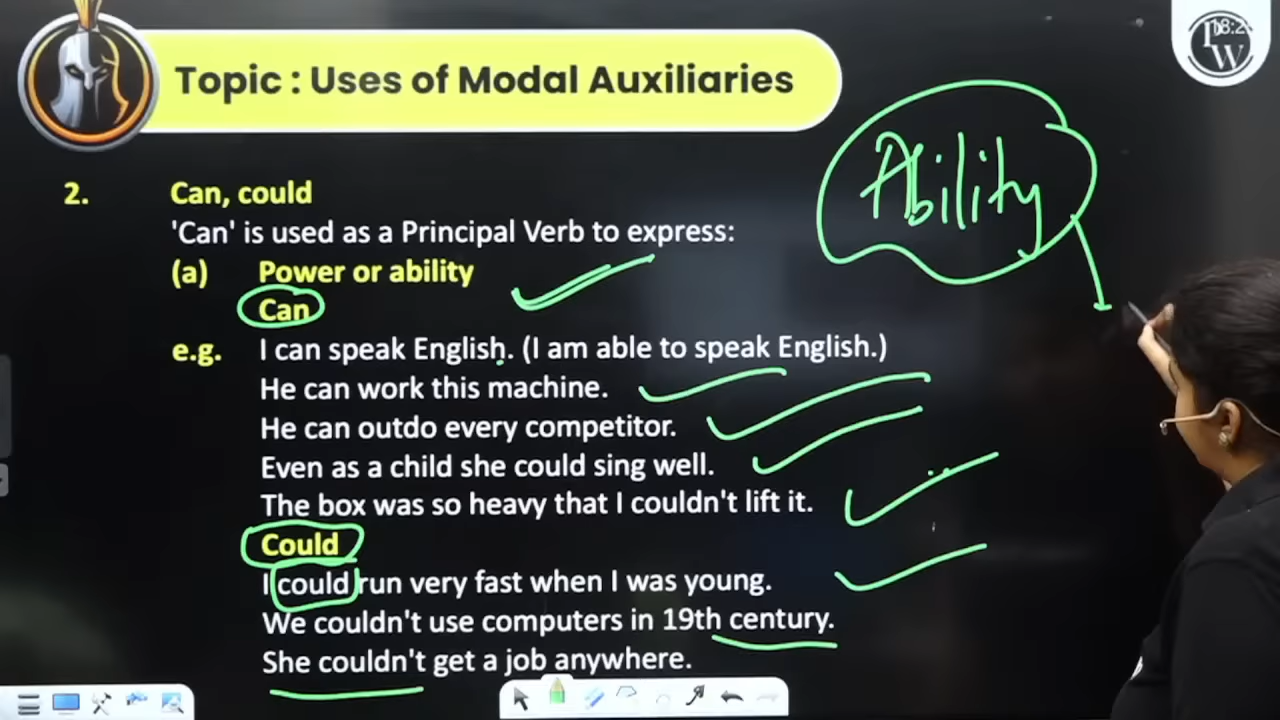 Topic : Uses of Modal Auxiliaries
18:2
PW
Ability
2. Can, could
'Can' is used as a Principal Verb to express:
(a) Power or ability
Can
e.g. I can speak English. (I am able to speak English.)
He can work this machine.
He can outdo every competitor.
Even as a child she could sing well.
The box was so heavy that I couldn't lift it.
Could
I could run very fast when I was young.
We couldn't use computers in 19th century.
She couldn't get a job anywhere.